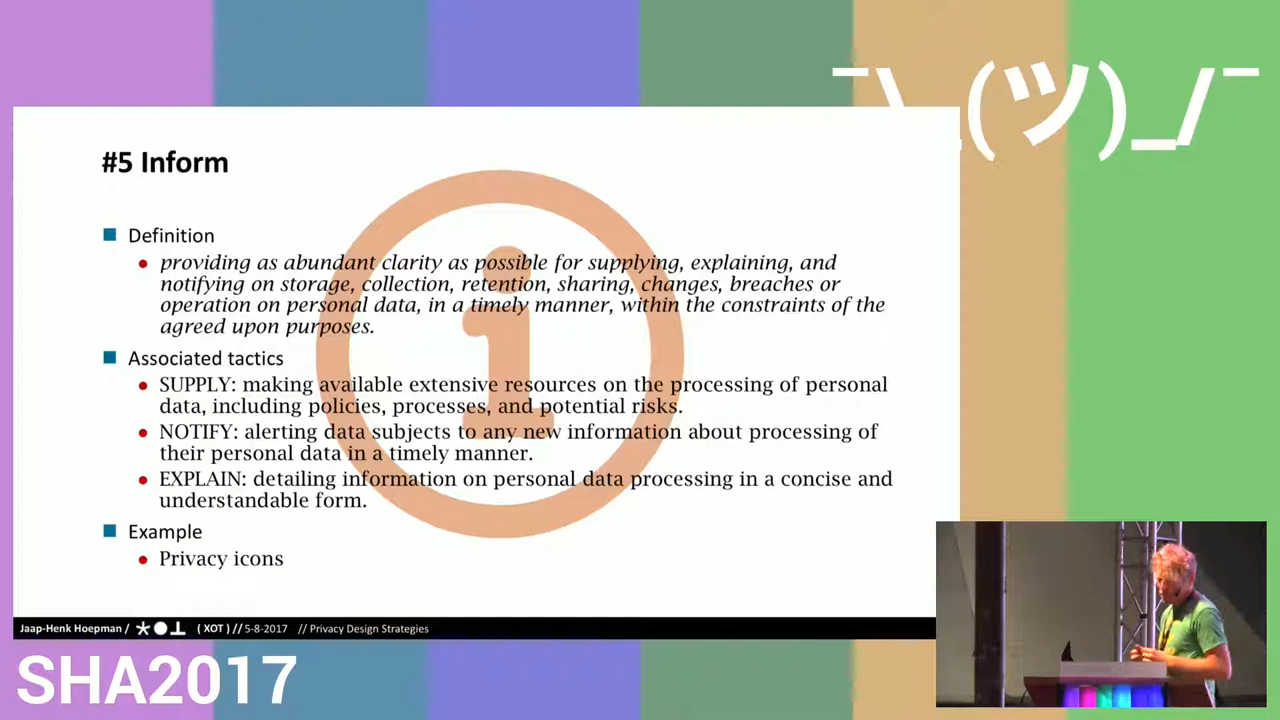 ¯\_(ツ)_/¯
#5 Inform
Definition
providing as abundant clarity as possible for supplying, explaining, and
notifying on storage, collection, retention, sharing, changes, breaches or
operation on personal data, in a timely manner, within the constraints of the
agreed upon purposes.
Associated tactics
SUPPLY: making available extensive resources on the processing of personal
data, including policies, processes, and potential risks.
NOTIFY: alerting data subjects to any new information about processing of
their personal data in a timely manner.
EXPLAIN: detailing information on personal data processing in a concise and
understandable form.
Example
Privacy icons
Jaap-Henk Hoepman / ( XOT ) // 5-8-2017 // Privacy Design Strategies
SHA2017